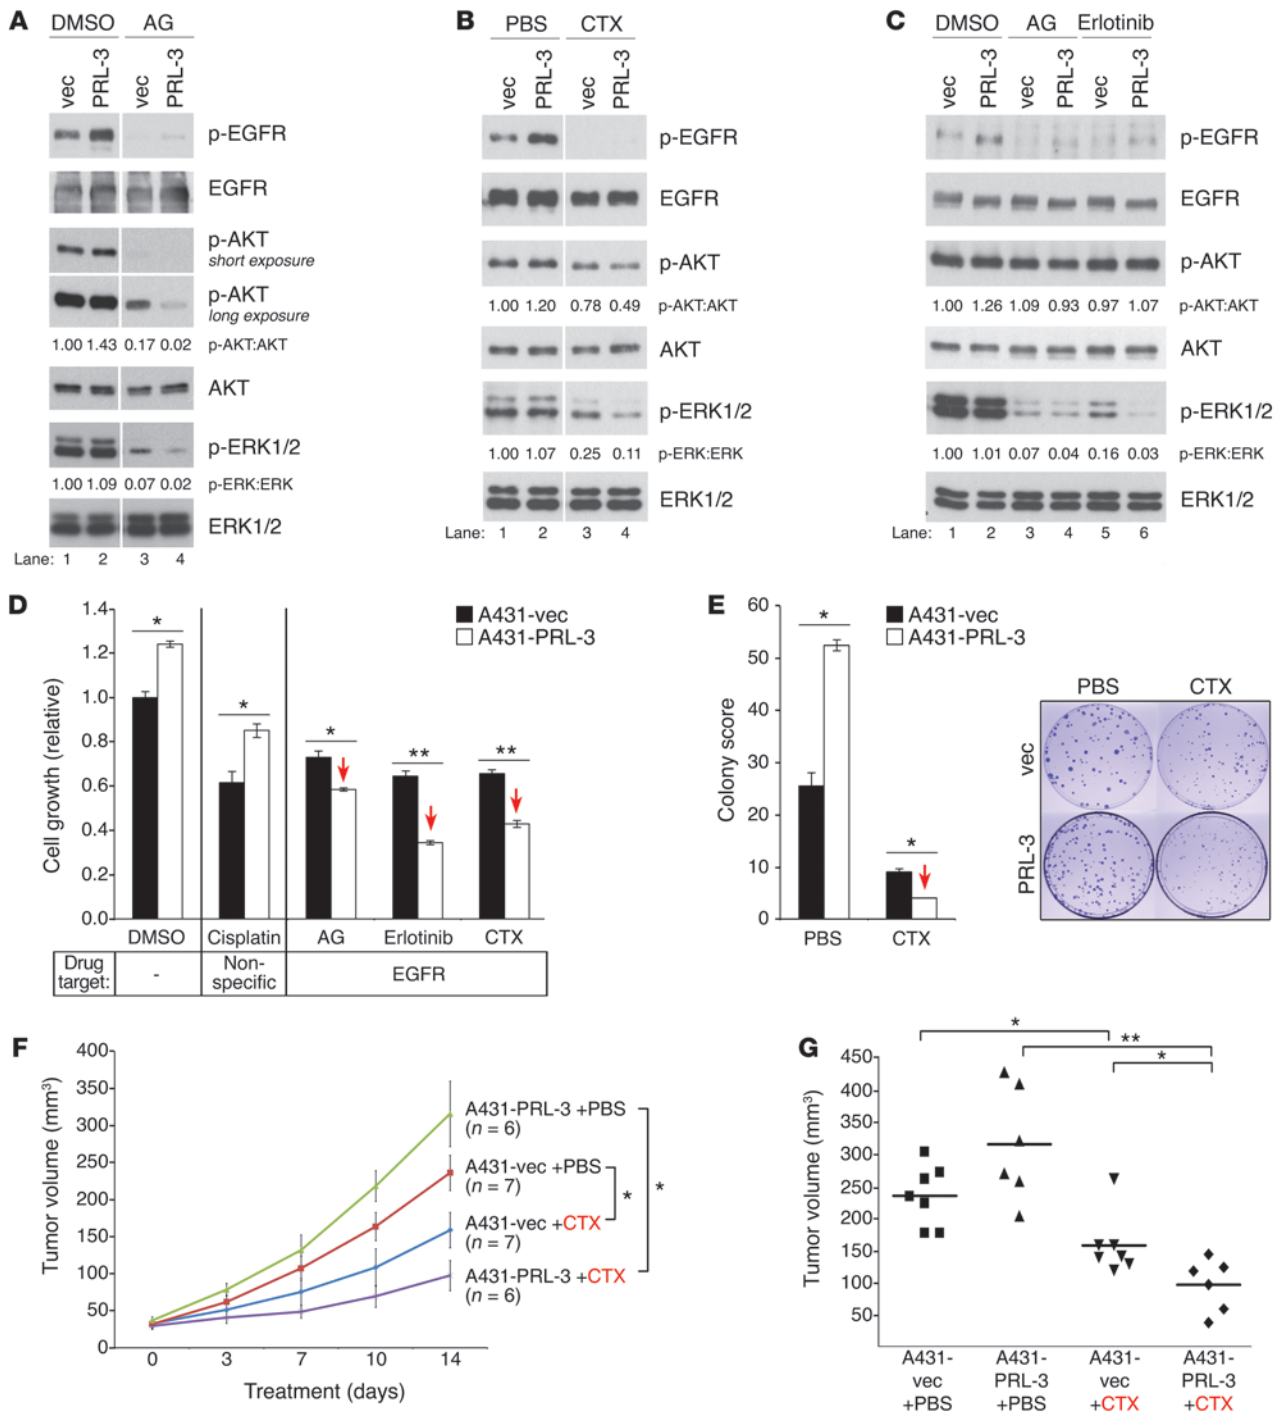 A
DMSO AG
vec PRL-3 vec PRL-3
p-EGFR
EGFR
p-AKT
short exposure
p-AKT
long exposure
1.00 1.43 0.17 0.02 p-AKT:AKT
AKT
p-ERK1/2
1.00 1.09 0.07 0.02 p-ERK:ERK
ERK1/2
Lane: 1 2 3 4
B
PBS CTX
vec PRL-3 vec PRL-3
p-EGFR
EGFR
p-AKT
1.00 1.20 0.78 0.49 p-AKT:AKT
AKT
p-ERK1/2
1.00 1.07 0.25 0.11 p-ERK:ERK
ERK1/2
Lane: 1 2 3 4
C
DMSO AG Erlotinib
vec PRL-3 vec PRL-3 vec PRL-3
p-EGFR
EGFR
p-AKT
1.00 1.26 1.09 0.93 0.97 1.07 p-AKT:AKT
AKT
p-ERK1/2
1.00 1.01 0.07 0.04 0.16 0.03 p-ERK:ERK
ERK1/2
Lane: 1 2 3 4 5 6
D
Cell growth (relative)
1.4
1.2
1.0
0.8
0.6
0.4
0.2
0.0
A431-vec
A431-PRL-3
* * * ** **
DMSO Cisplatin AG Erlotinib CTX
Drug target: - Non-specific EGFR
E
Colony score
60
50
40
30
20
10
0
A431-vec
A431-PRL-3
* *
PBS CTX
PBS CTX
vec
PRL-3
F
Tumor volume (mm³)
400
350
300
250
200
150
100
50
0
0 3 7 10 14
Treatment (days)
A431-PRL-3 +PBS
(n = 6)
A431-vec +PBS
(n = 7)
A431-vec +CTX
(n = 7)
A431-PRL-3 +CTX
(n = 6)
* *
G
Tumor volume (mm³)
450
400
350
300
250
200
150
100
50
* ** *
A431-vec +PBS
A431-PRL-3 +PBS
A431-vec +CTX
A431-PRL-3 +CTX